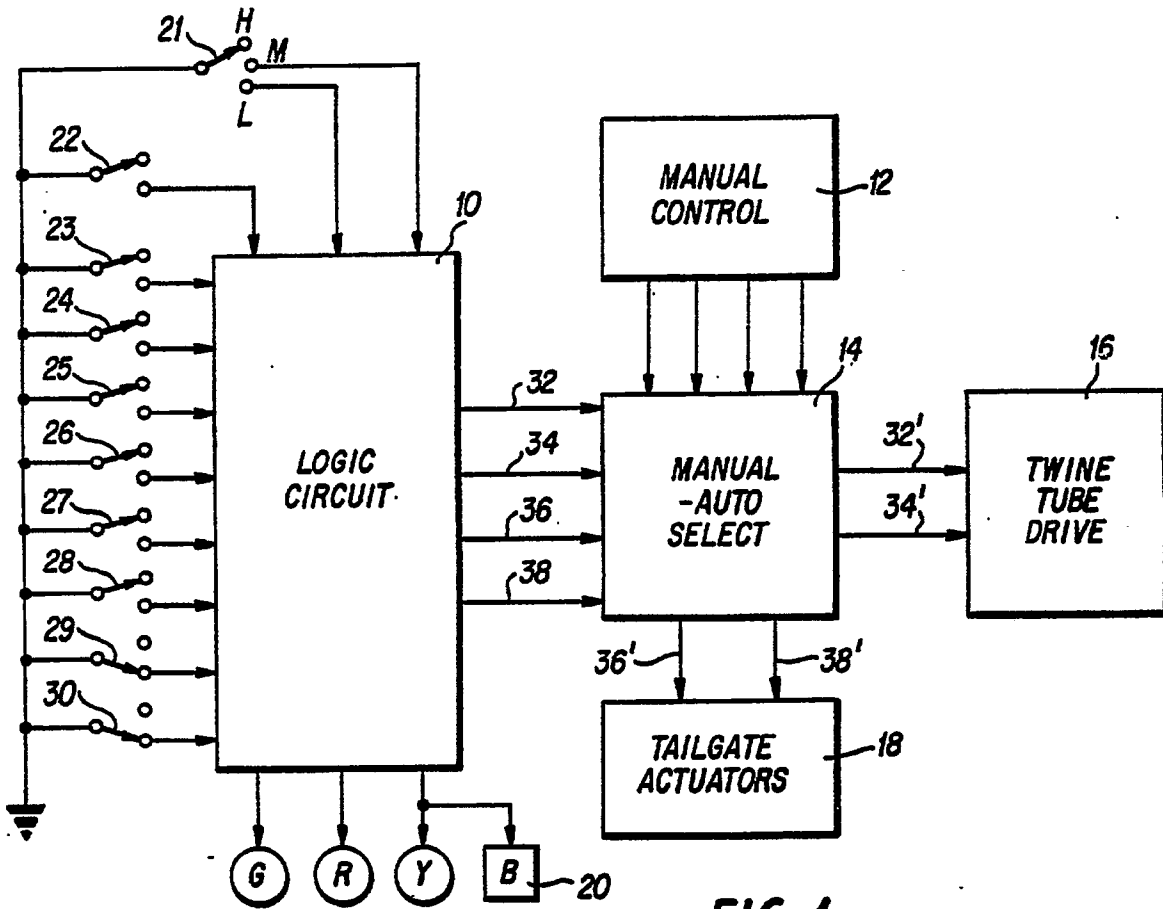 21
H
M
L
22
10
MANUAL
CONTROL
12
23
24
25
26
27
28
29
30
LOGIC
CIRCUIT
32
34
36
38
14
MANUAL
-AUTO
SELECT
16
32'
34'
TWINE
TUBE
DRIVE
36'
38'
TAILGATE
ACTUATORS
18
G
R
Y
B
20